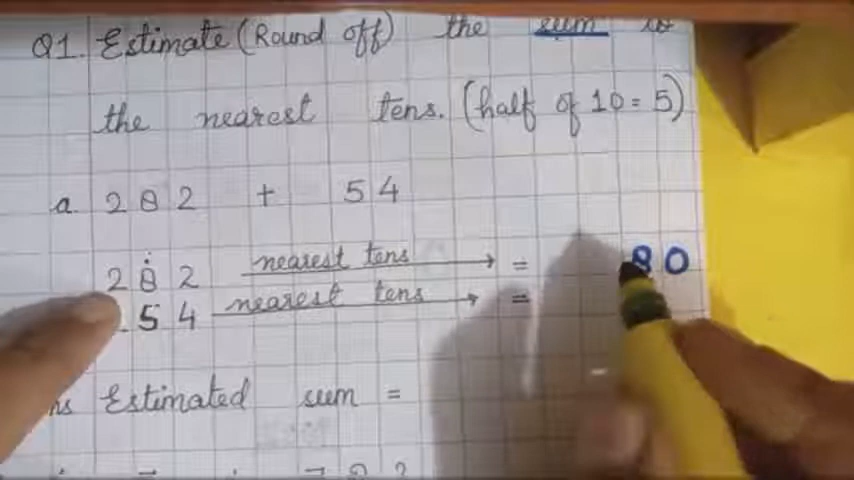 Q1. Estimate (Round off) the sum to
the nearest tens. (half of 10 = 5)
a 282 + 54
282 nearest tens = 80
54 nearest tens =
Estimated sum =